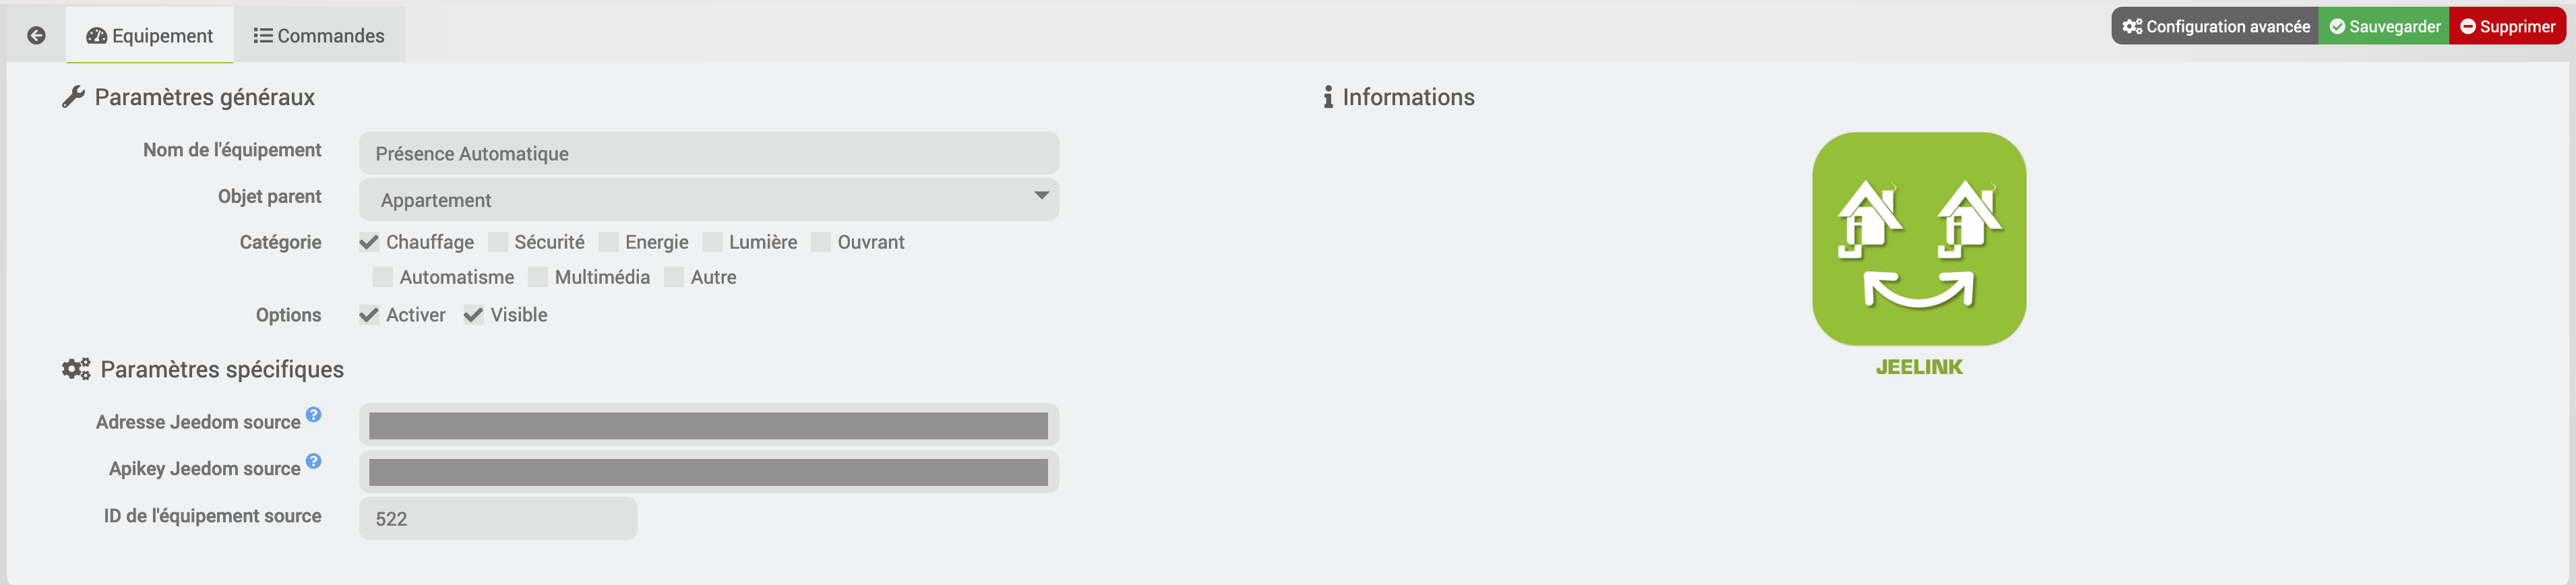 Equipement Commandes Configuration avancée Sauvegarder Supprimer
Paramètres généraux
Nom de l'équipement Présence Automatique
Objet parent Appartement
Catégorie Chauffage Sécurité Energie Lumière Ouvrant
Automatisme Multimédia Autre
Options Activer Visible
Paramètres spécifiques
Adresse Jeedom source ?
Apikey Jeedom source ?
ID de l'équipement source 522
Informations
JEELINK